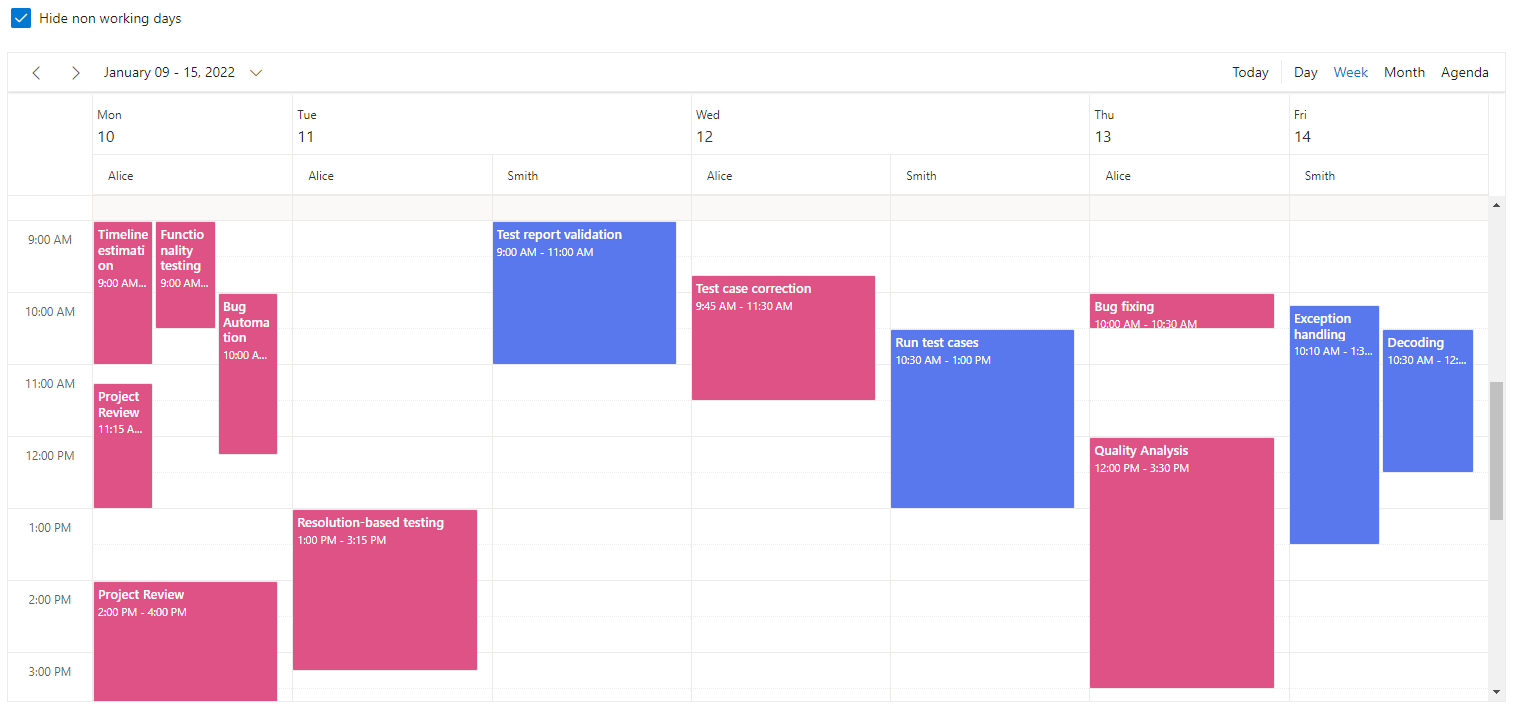 Hide non working days
January 09 - 15, 2022
Today Day Week Month Agenda
Mon
10
Tue
11
Wed
12
Thu
13
Fri
14
Alice
Alice
Smith
Alice
Smith
Alice
Smith
9:00 AM
10:00 AM
11:00 AM
12:00 PM
1:00 PM
2:00 PM
3:00 PM
Timeline
estimati
on
9:00 AM...
Functio
nality
testing
9:00 AM...
Bug
Automa
tion
10:00 A...
Project
Review
11:15 A...
Project Review
2:00 PM - 4:00 PM
Resolution-based testing
1:00 PM - 3:15 PM
Test report validation
9:00 AM - 11:00 AM
Test case correction
9:45 AM - 11:30 AM
Run test cases
10:30 AM - 1:00 PM
Bug fixing
10:00 AM - 10:30 AM
Quality Analysis
12:00 PM - 3:30 PM
Exception
handling
10:10 AM - 1:3...
Decoding
10:30 AM - 12:...